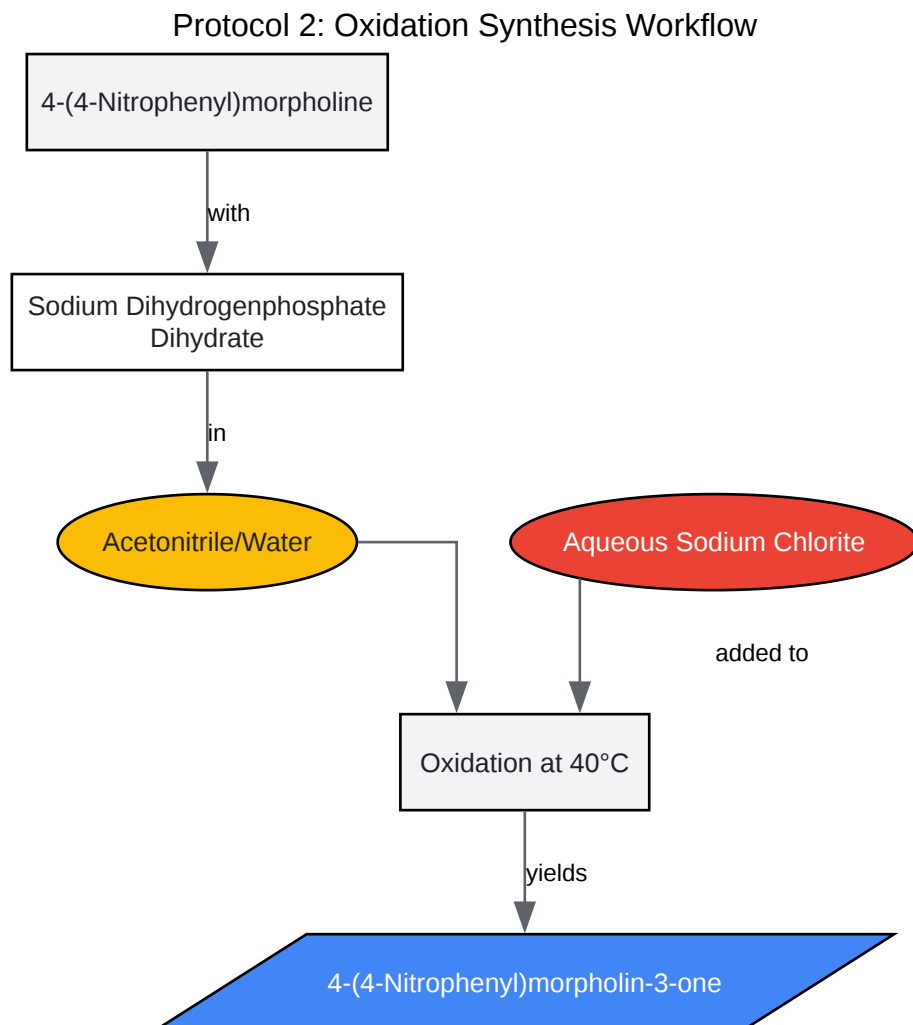 Protocol 2: Oxidation Synthesis Workflow
4-(4-Nitrophenyl)morpholine
with
Sodium Dihydrogenphosphate
Dihydrate
in
Acetonitrile/Water
Aqueous Sodium Chlorite
added to
Oxidation at 40°C
yields
4-(4-Nitrophenyl)morpholin-3-one